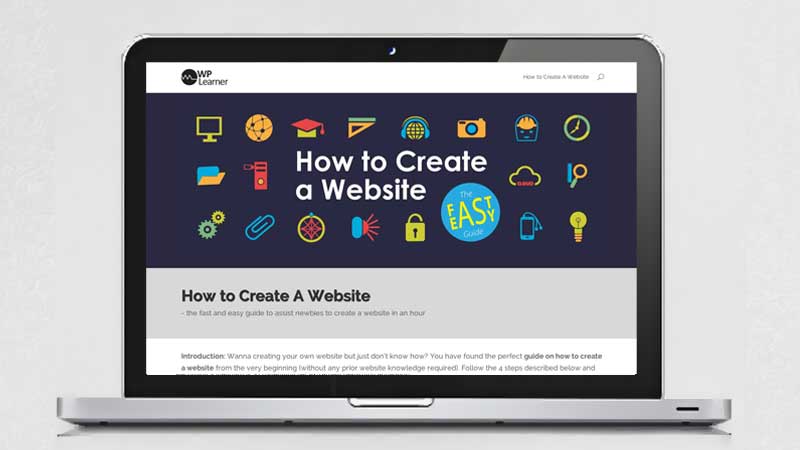 WP
Learner
How to Create A Website
How to Create
a Website
CLOUD
The
FAST
EASY
Guide
How to Create A Website
- the fast and easy guide to assist newbies to create a website in an hour
Introduction: Wanna creating your own website but just don't know how? You have found the perfect guide on how to create
a website from the very beginning (without any prior website knowledge required). Follow the 4 steps described below and